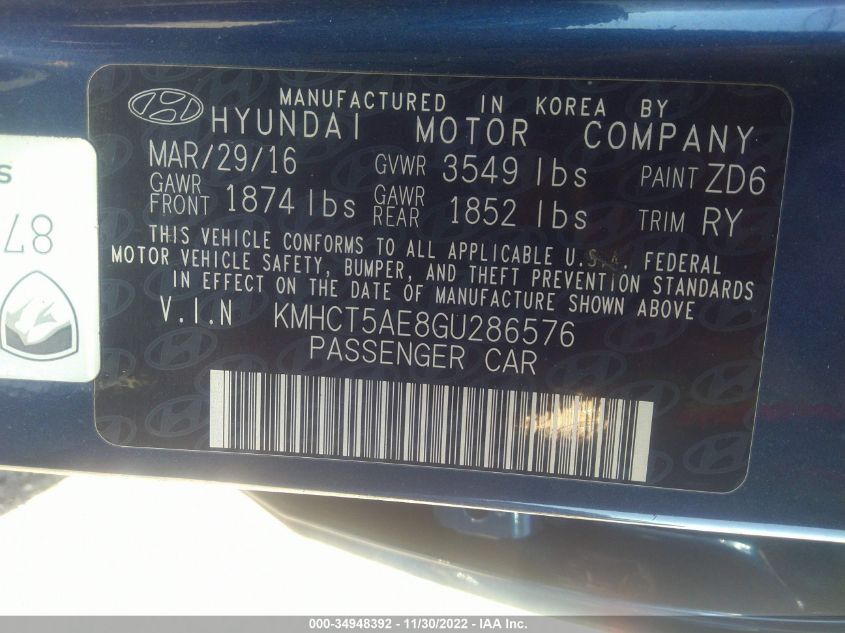 MANUFACTURED IN KOREA BY
HYUNDAI MOTOR COMPANY
MAR/29/16 GVWR 3549 lbs PAINT ZD6
GAWR FRONT 1874 lbs GAWR REAR 1852 lbs TRIM RY
THIS VEHICLE CONFORMS TO ALL APPLICABLE U.S.A. FEDERAL
MOTOR VEHICLE SAFETY, BUMPER, AND THEFT PREVENTION STANDARDS
IN EFFECT ON THE DATE OF MANUFACTURE SHOWN ABOVE
V.I.N KMHCT5AE8GU286576
PASSENGER CAR
S
87
000-34948392 - 11/30/2022 - IAA Inc.